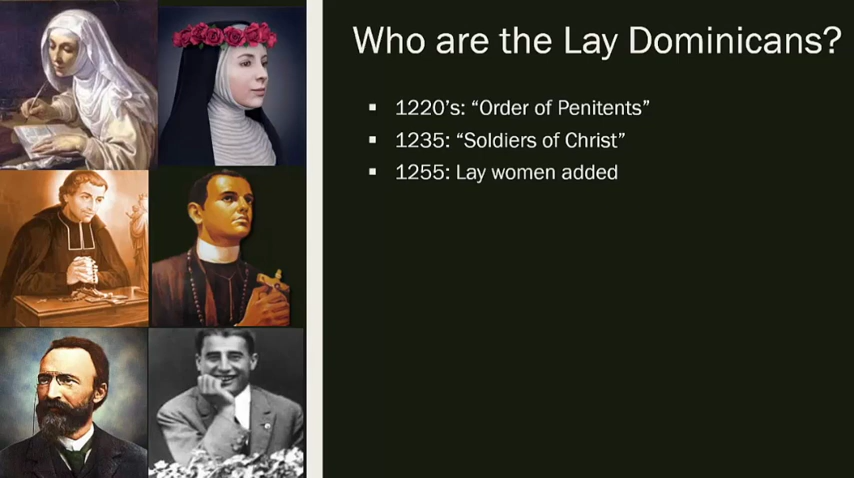 Who are the Lay Dominicans?
▪ 1220's: “Order of Penitents”
▪ 1235: “Soldiers of Christ”
▪ 1255: Lay women added